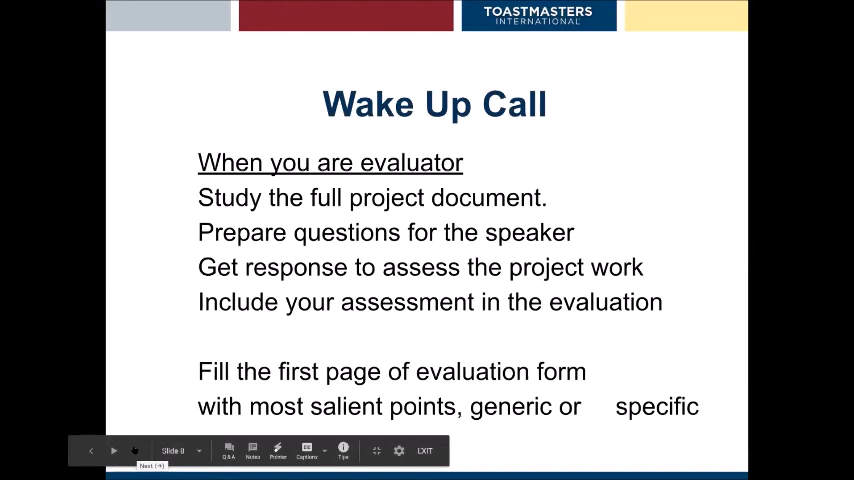 TOASTMASTERS
INTERNATIONAL
Wake Up Call
When you are evaluator
Study the full project document.
Prepare questions for the speaker
Get response to assess the project work
Include your assessment in the evaluation
Fill the first page of evaluation form
with most salient points, generic or specific
Slide 8
Q&A Notes Pointer Captions Tips EXIT
Next (→)